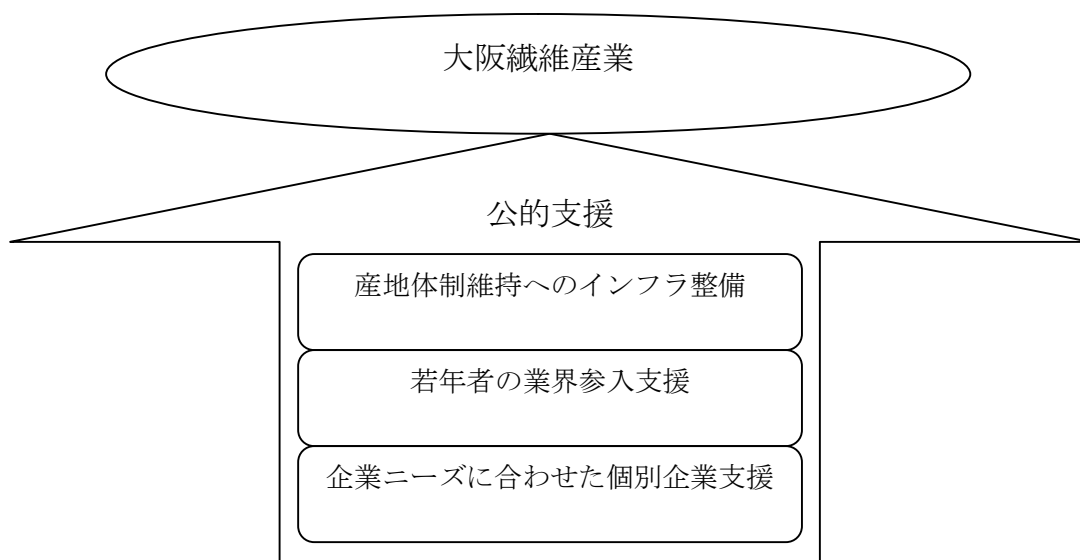 大阪繊維産業
公的支援
産地体制維持へのインフラ整備
若年者の業界参入支援
企業ニーズに合わせた個別企業支援